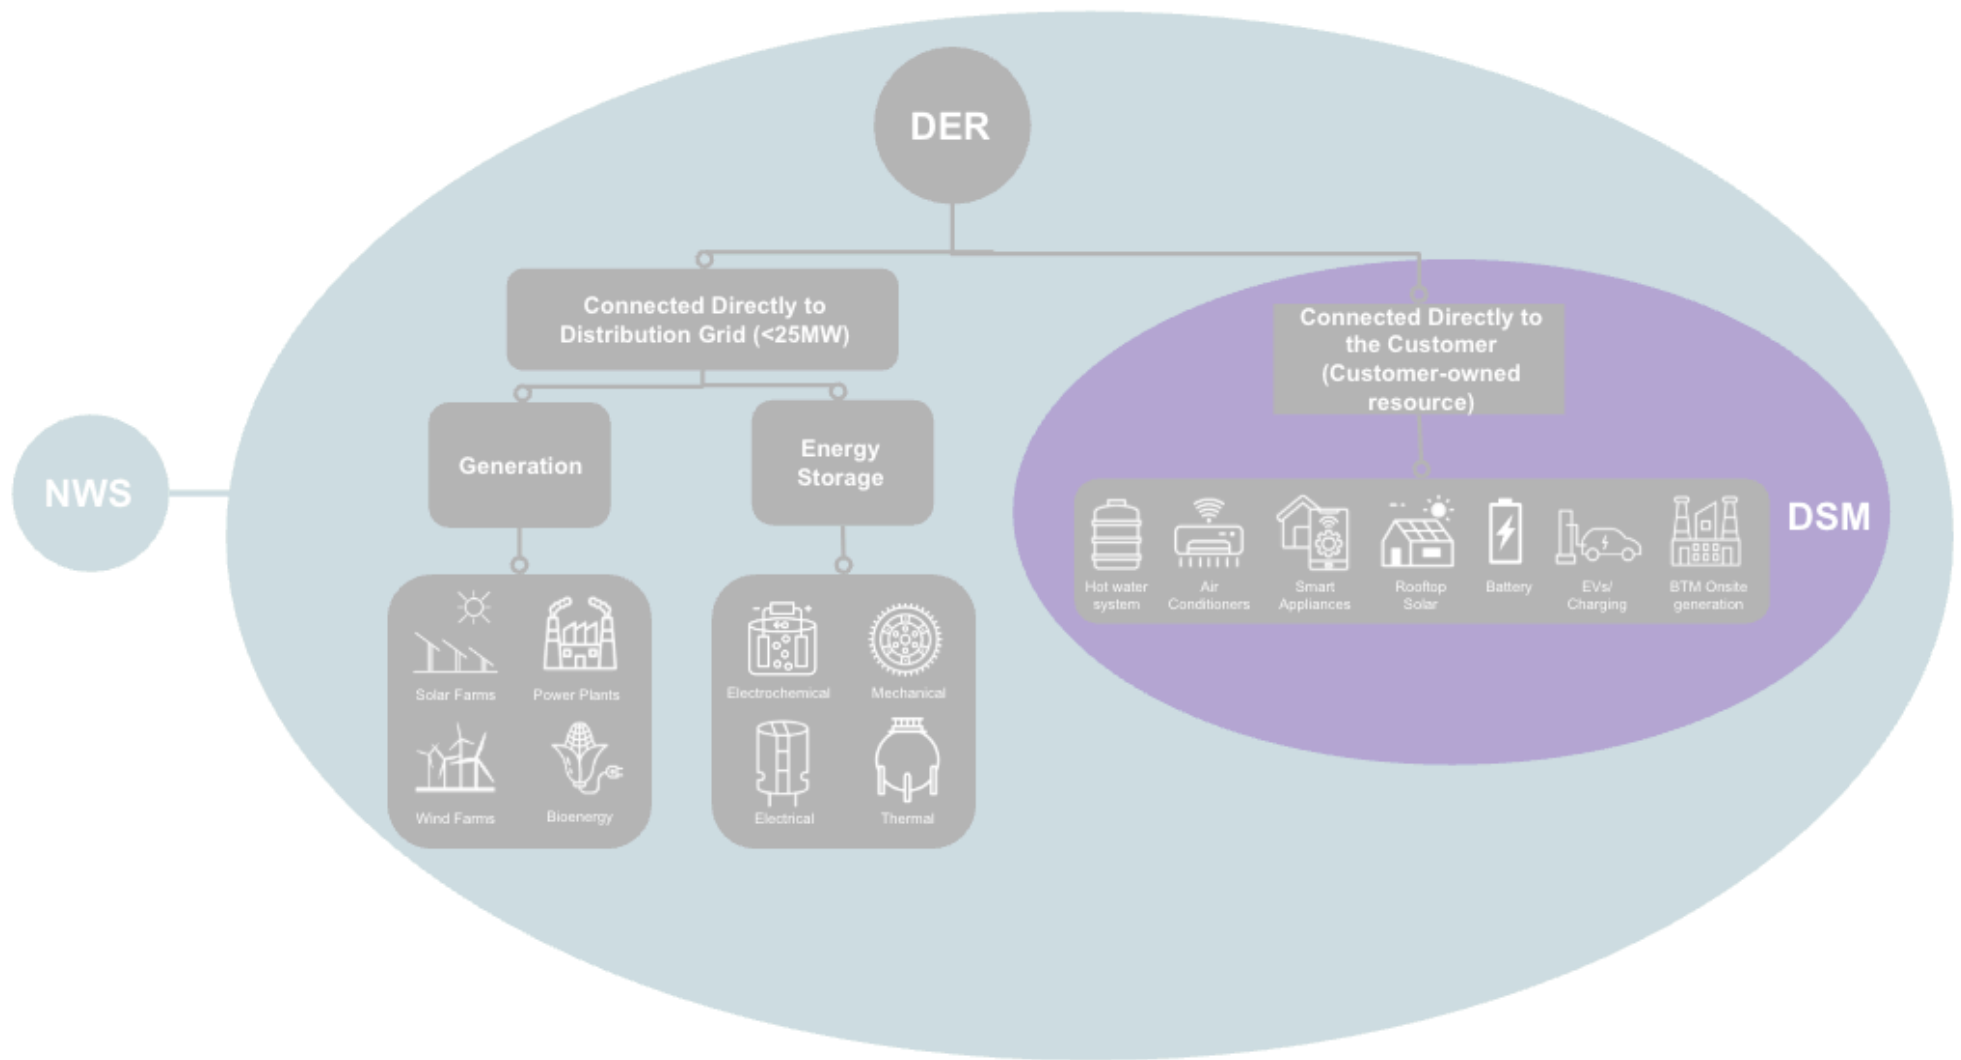 DER
Connected Directly to
Distribution Grid (<25MW)
Connected Directly to
the Customer
(Customer-owned
resource)
NWS
Generation
Energy
Storage
DSM
Hot water
system
Air
Conditioners
Smart
Appliances
Rooftop
Solar
Battery
EVs/
Charging
BTM Onsite
generation
Solar Farms
Power Plants
Wind Farms
Bioenergy
Electrochemical
Mechanical
Electrical
Thermal